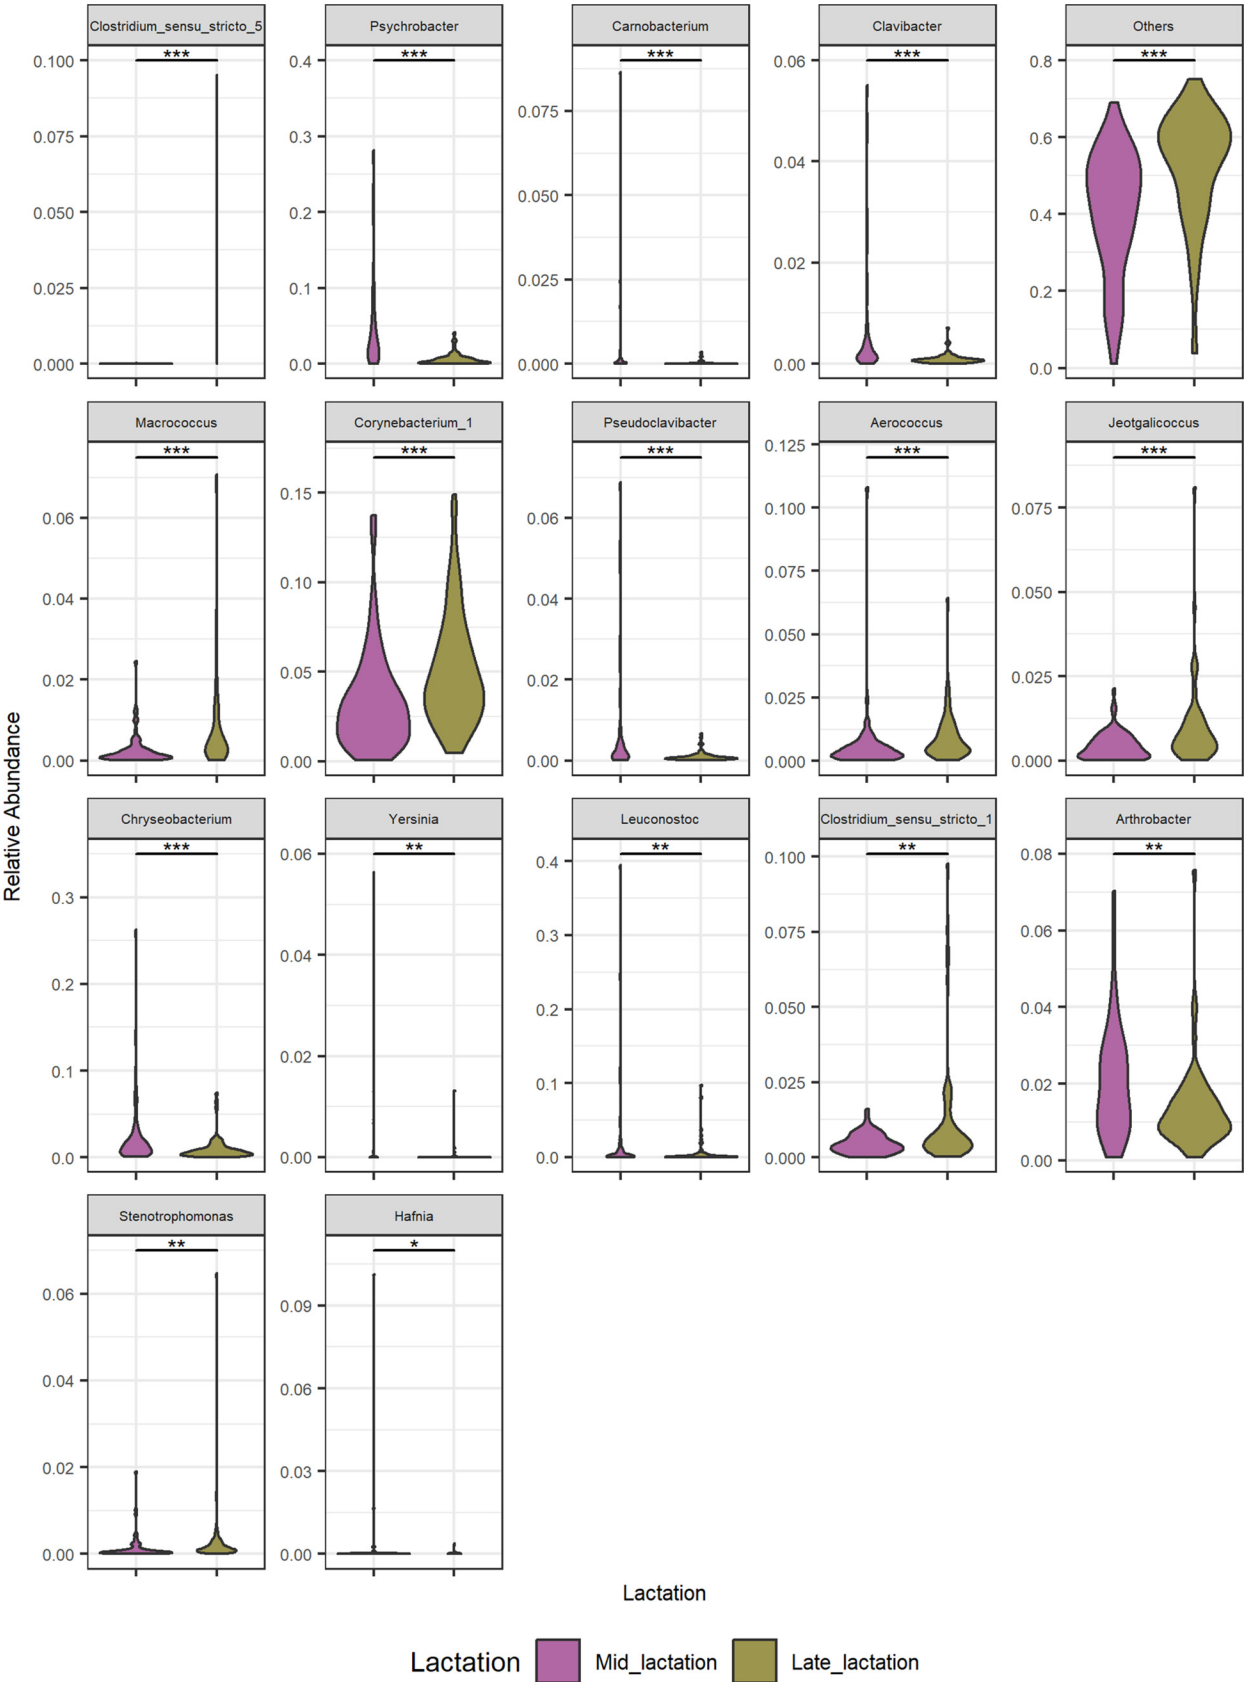 Clostridium_sensu_stricto_5 Psychrobacter Carnobacterium Clavibacter Others
*** *** *** *** ***
0.100 0.4 0.06 0.8
0.075 0.3 0.075 0.04 0.6
0.050 0.2 0.050 0.4
0.025 0.1 0.025 0.02 0.2
0.000 0.0 0.000 0.00 0.0
Macrococcus Corynebacterium_1 Pseudoclavibacter Aerococcus Jeotgalicoccus
*** *** *** *** ***
0.125
0.06 0.15 0.06 0.100 0.075
0.04 0.10 0.04 0.075 0.050
0.050
0.02 0.05 0.02 0.025 0.025
0.00 0.00 0.00 0.000 0.000
Relative Abundance
Chryseobacterium Yersinia Leuconostoc Clostridium_sensu_stricto_1 Arthrobacter
*** ** ** ** **
0.3 0.06 0.4 0.100 0.08
0.2 0.04 0.3 0.075 0.06
0.2 0.050 0.04
0.1 0.02 0.1 0.025 0.02
0.0 0.00 0.0 0.000 0.00
Stenotrophomonas Hafnia
** *
0.06 0.09
0.04 0.06
0.02 0.03
0.00 0.00
Lactation
Lactation Mid_lactation Late_lactation